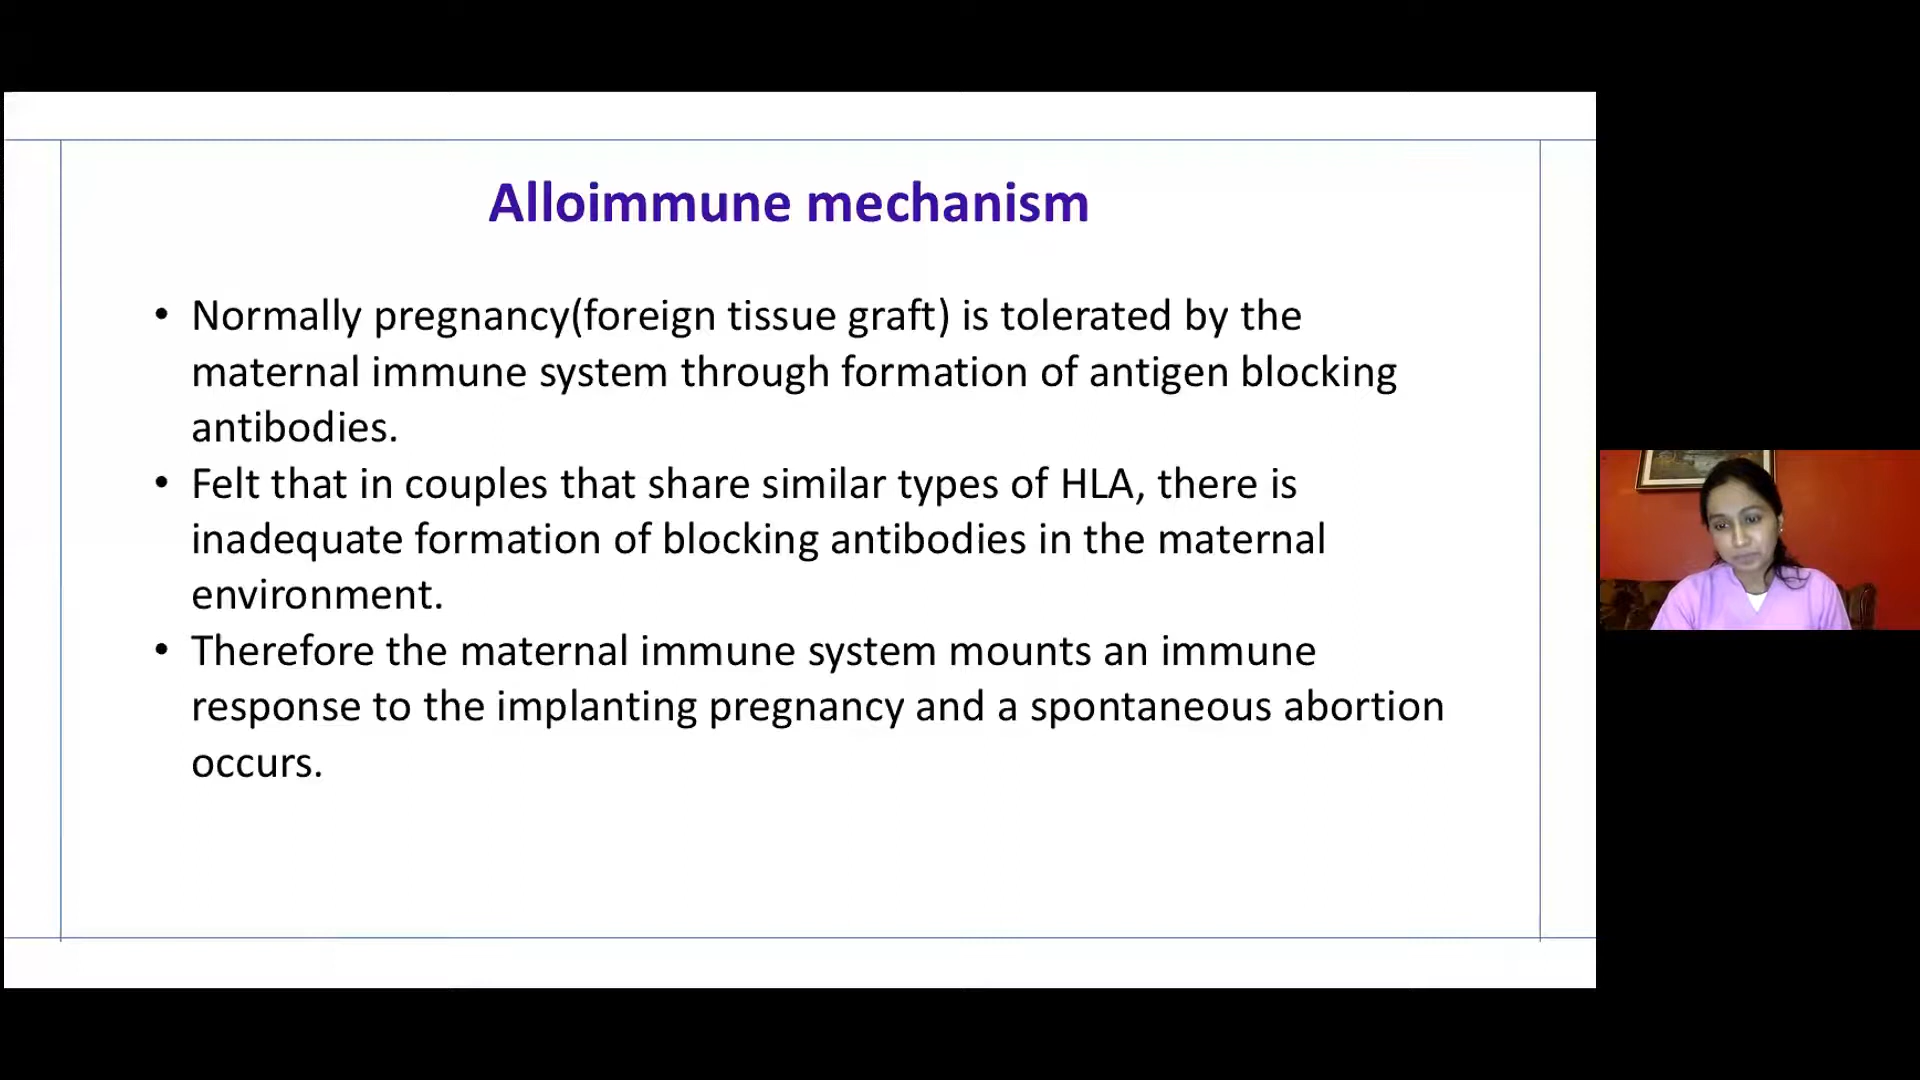 Alloimmune mechanism
• Normally pregnancy(foreign tissue graft) is tolerated by the
maternal immune system through formation of antigen blocking
antibodies.
• Felt that in couples that share similar types of HLA, there is
inadequate formation of blocking antibodies in the maternal
environment.
• Therefore the maternal immune system mounts an immune
response to the implanting pregnancy and a spontaneous abortion
occurs.